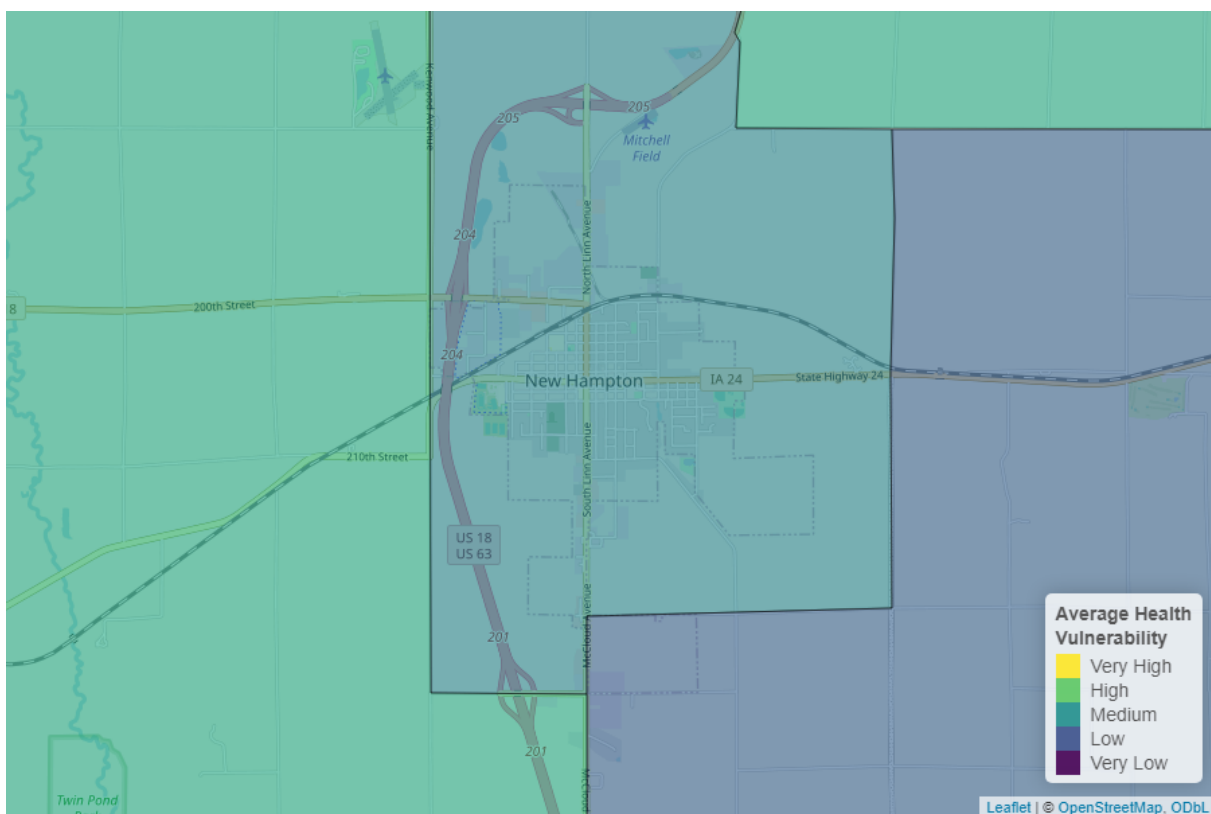 Kenwood Avenue
205
205
Mitchell
Field
204
North Linn Avenue
8
200th Street
204
New Hampton
IA 24
State Highway 24
210th Street
South Linn Avenue
US 18
US 63
McCloud Avenue
201
201
Twin Pond
Average Health
Vulnerability
Very High
High
Medium
Low
Very Low
Leaflet | © OpenStreetMap, ODbL